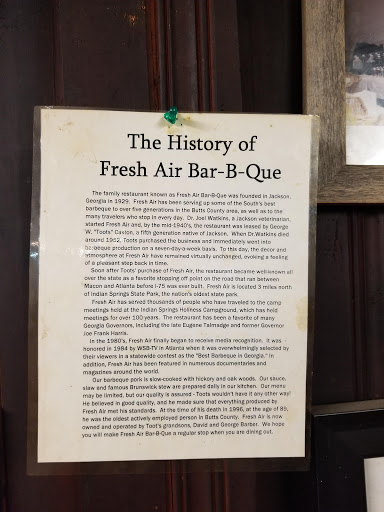 The History of
Fresh Air Bar-B-Que
The family restaurant known as Fresh Air Bar-B-Que was founded in Jackson,
Georgia in 1929. Fresh Air has been serving up some of the South's best
barbeque to over five generations in the Butts County area, as well as to the
many travelers who stop in every day. Dr. Joel Watkins, a Jackson veterinarian,
started Fresh Air and, by the mid-1940's, the restaurant was leased by George
W. "Toots" Caston, a fifth generation native of Jackson. When Dr.Watkins died
around 1952, Toots purchased the business and immediately went into
barbeque production on a seven-day-a-week basis. To this day, the decor and
atmosphere at Fresh Air have remained virtually unchanged, evoking a feeling
of a pleasant step back in time.
Soon after Toots' purchase of Fresh Air, the restaurant became well-known all
over the state as a favorite stopping off point on the road that ran between
Macon and Atlanta before I-75 was ever built. Fresh Air is located 3 miles north
of Indian Springs State Park, the nation's oldest state park.
Fresh Air has served thousands of people who have traveled to the camp
meetings held at the Indian Springs Holiness Campground, which has held
meetings for over 100 years. The restaurant has been a favorite of many
Georgia Governors, including the late Eugene Talmadge and former Governor
Joe Frank Harris.
In the 1980's, Fresh Air finally began to receive media recognition. It was
honored in 1984 by WSB-TV in Atlanta when it was overwhelmingly selected by
their viewers in a statewide contest as the "Best Barbeque in Georgia." In
addition, Fresh Air has been featured in numerous documentaries and
magazines around the world.
Our barbeque pork is slow-cooked with hickory and oak woods. Our sauce,
slaw and famous Brunswick stew are prepared daily in our kitchen. Our menu
may be limited, but our quality is assured - Toots wouldn't have it any other way!
He believed in good quality, and he made sure that everything produced by
Fresh Air met his standards. At the time of his death in 1996, at the age of 89,
he was the oldest actively employed person in Butts County. Fresh Air is now
owned and operated by Toot's grandsons, David and George Barber. We hope
you will make Fresh Air Bar-B-Que a regular stop when you are dining out.